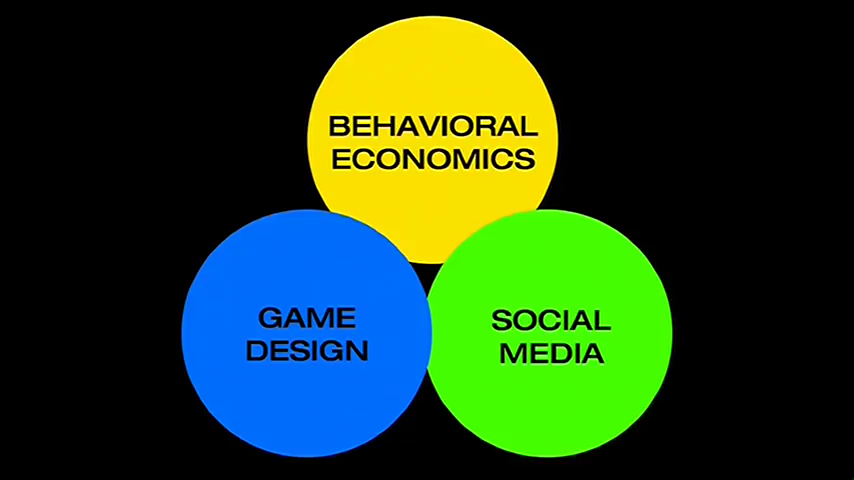 BEHAVIORAL
ECONOMICS
GAME
DESIGN
SOCIAL
MEDIA